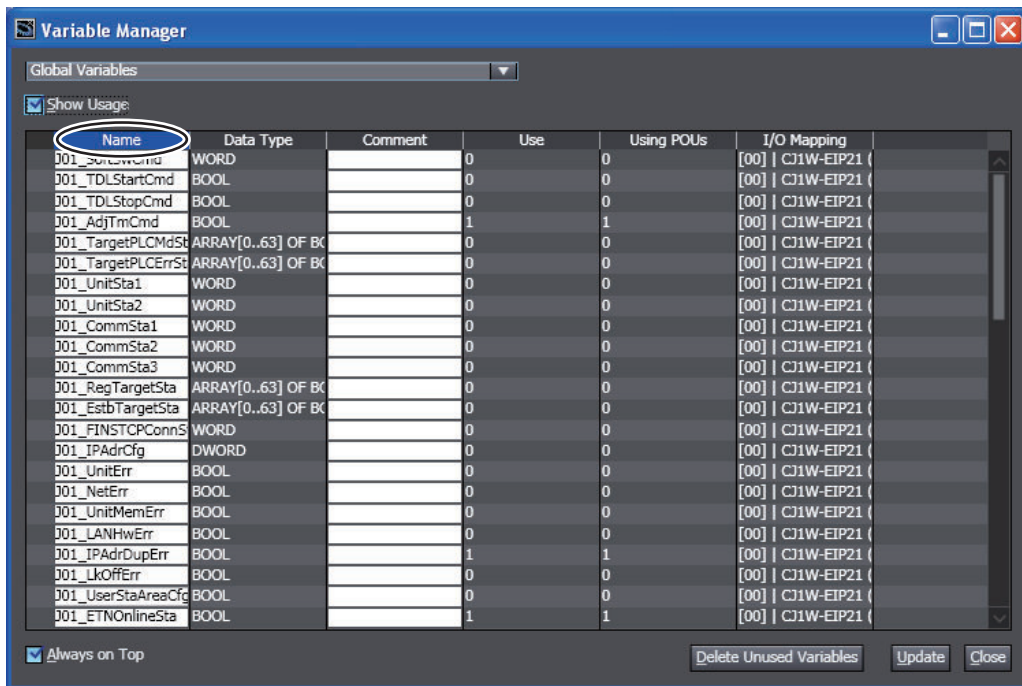 Variable Manager
Global Variables
Show Usage
Name Data Type Comment Use Using POUs I/O Mapping
J01_SoftSwCmd WORD 0 0 [00] | CJ1W-EIP21 (
J01_TDLStartCmd BOOL 0 0 [00] | CJ1W-EIP21 (
J01_TDLStopCmd BOOL 0 0 [00] | CJ1W-EIP21 (
J01_AdjTmCmd BOOL 1 1 [00] | CJ1W-EIP21 (
J01_TargetPLCMdSt ARRAY[0..63] OF BO 0 0 [00] | CJ1W-EIP21 (
J01_TargetPLCErrSt ARRAY[0..63] OF BO 0 0 [00] | CJ1W-EIP21 (
J01_UnitSta1 WORD 0 0 [00] | CJ1W-EIP21 (
J01_UnitSta2 WORD 0 0 [00] | CJ1W-EIP21 (
J01_CommSta1 WORD 0 0 [00] | CJ1W-EIP21 (
J01_CommSta2 WORD 0 0 [00] | CJ1W-EIP21 (
J01_CommSta3 WORD 0 0 [00] | CJ1W-EIP21 (
J01_RegTargetSta ARRAY[0..63] OF BO 0 0 [00] | CJ1W-EIP21 (
J01_EstbTargetSta ARRAY[0..63] OF BO 0 0 [00] | CJ1W-EIP21 (
J01_FINSTCPConnS WORD 0 0 [00] | CJ1W-EIP21 (
J01_IPAdrCfg DWORD 0 0 [00] | CJ1W-EIP21 (
J01_UnitErr BOOL 0 0 [00] | CJ1W-EIP21 (
J01_NetErr BOOL 0 0 [00] | CJ1W-EIP21 (
J01_UnitMemErr BOOL 0 0 [00] | CJ1W-EIP21 (
J01_LANHwErr BOOL 0 0 [00] | CJ1W-EIP21 (
J01_IPAdrDupErr BOOL 1 1 [00] | CJ1W-EIP21 (
J01_LkOffErr BOOL 0 0 [00] | CJ1W-EIP21 (
J01_UserStaAreaCfg BOOL 0 0 [00] | CJ1W-EIP21 (
J01_ETNOnlineSta BOOL 1 1 [00] | CJ1W-EIP21 (
Always on Top Delete Unused Variables Update Close